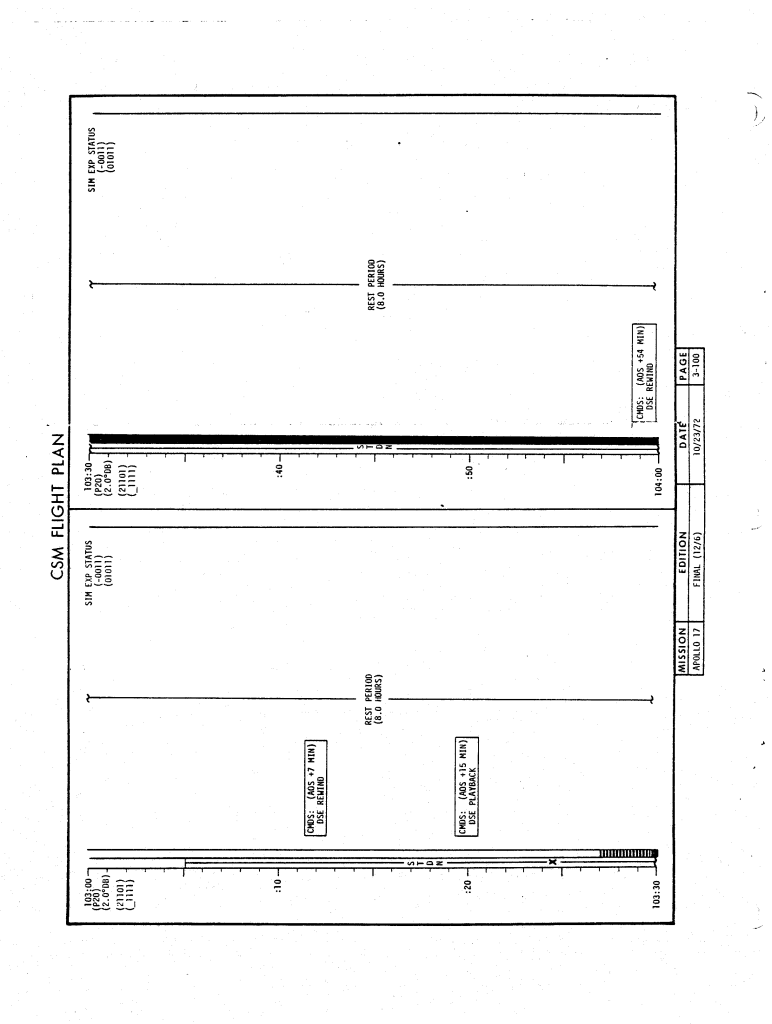 CSM FLIGHT PLAN
103:00
(P20)
(2.0°DB)
(21101)
(_1111)
SIM EXP STATUS
(-0011)
(01011)
:10
CMDS: (AOS +7 MIN)
DSE REWIND
REST PERIOD
(8.0 HOURS)
STDN
CMDS: (AOS +15 MIN)
DSE PLAYBACK
:20
X
103:30
103:30
(P20)
(2.0°DB)
(21101)
(_1111)
SIM EXP STATUS
(-0011)
(01011)
:40
REST PERIOD
(8.0 HOURS)
STDN
:50
CMDS: (AOS +54 MIN)
DSE REWIND
104:00
MISSION EDITION DATE PAGE
APOLLO 17 FINAL (12/6) 10/23/72 3-100